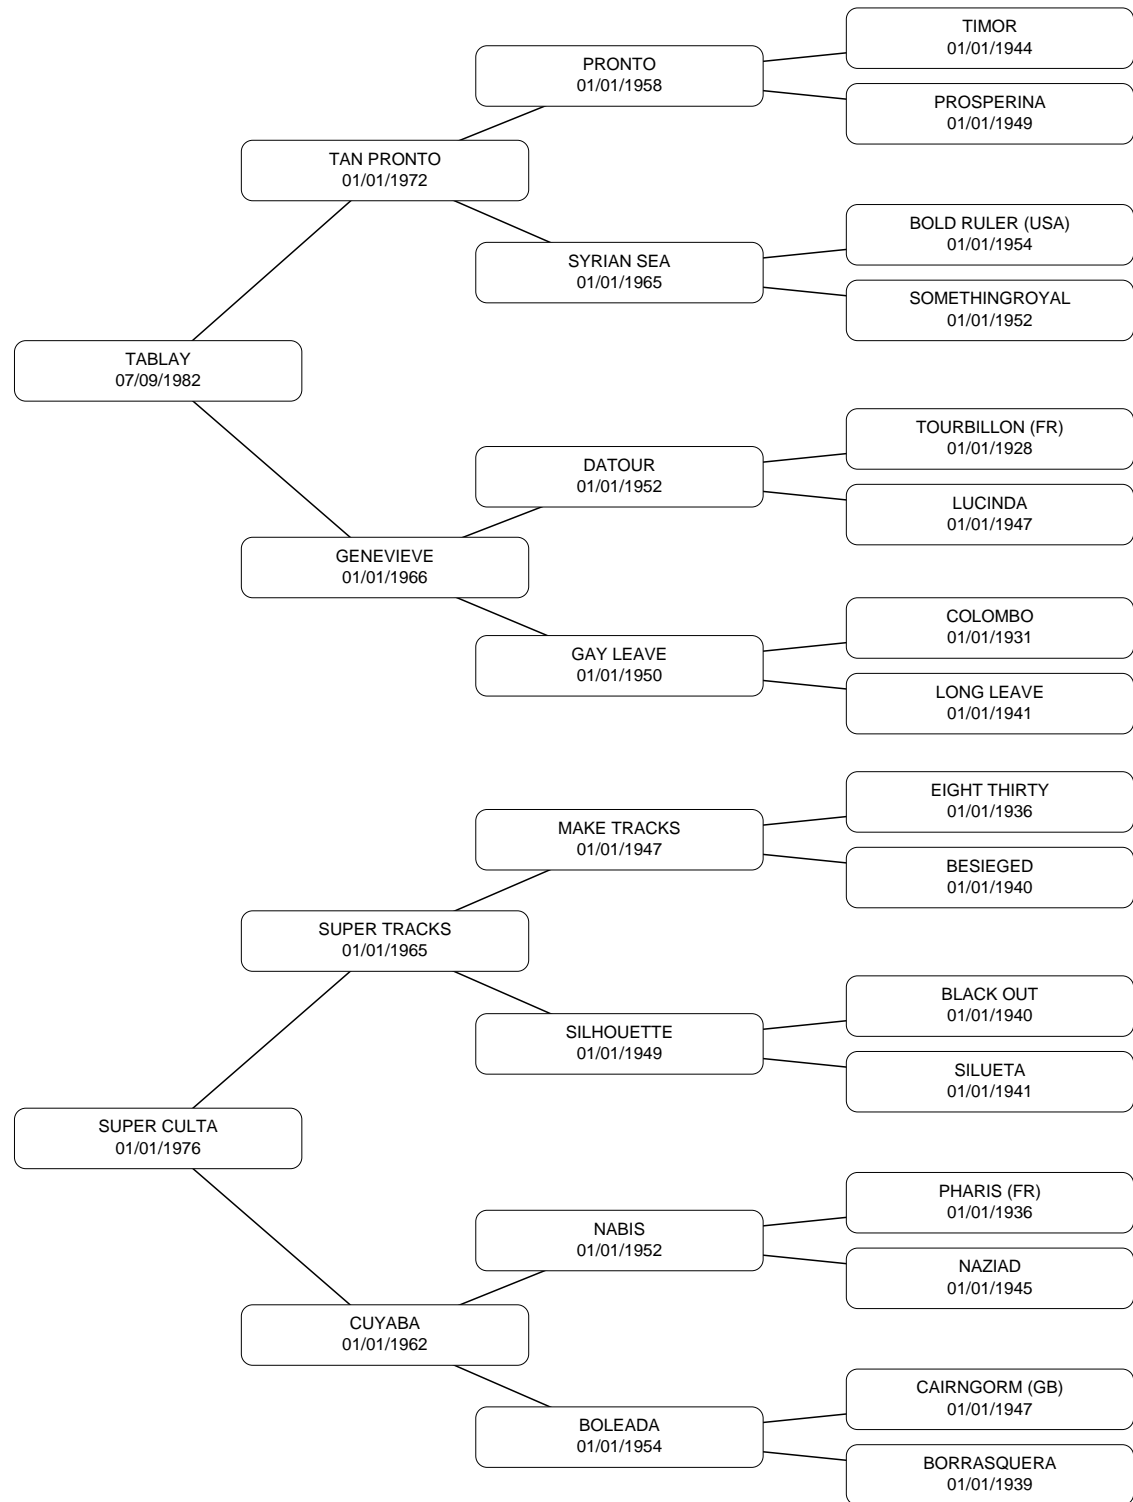 TIMOR
01/01/1944
PRONTO
01/01/1958
PROSPERINA
01/01/1949
TAN PRONTO
01/01/1972
BOLD RULER (USA)
01/01/1954
SYRIAN SEA
01/01/1965
SOMETHINGROYAL
01/01/1952
TABLAY
07/09/1982
TOURBILLON (FR)
01/01/1928
DATOUR
01/01/1952
LUCINDA
01/01/1947
GENEVIEVE
01/01/1966
COLOMBO
01/01/1931
GAY LEAVE
01/01/1950
LONG LEAVE
01/01/1941
EIGHT THIRTY
01/01/1936
MAKE TRACKS
01/01/1947
BESIEGED
01/01/1940
SUPER TRACKS
01/01/1965
BLACK OUT
01/01/1940
SILHOUETTE
01/01/1949
SILUETA
01/01/1941
SUPER CULTA
01/01/1976
PHARIS (FR)
01/01/1936
NABIS
01/01/1952
NAZIAD
01/01/1945
CUYABA
01/01/1962
CAIRNGORM (GB)
01/01/1947
BOLEADA
01/01/1954
BORRASQUERA
01/01/1939